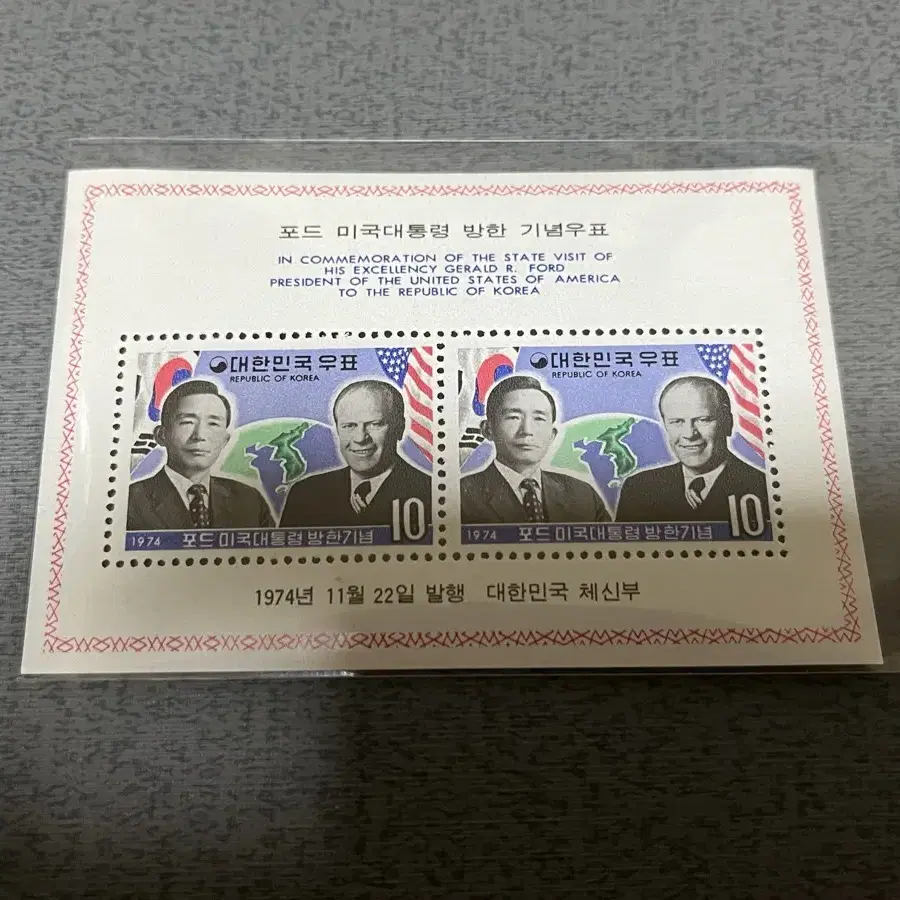 포드 미국대통령 방한 기념우표
IN COMMEMORATION OF THE STATE VISIT OF
HIS EXCELLENCY GERALD R. FORD
PRESIDENT OF THE UNITED STATES OF AMERICA
TO THE REPUBLIC OF KOREA
대한민국우표
REPUBLIC OF KOREA
10
1974 포드 미국대통령 방한기념
대한민국우표
REPUBLIC OF KOREA
10
1974 포드 미국대통령 방한기념
1974년 11월 22일 발행 대한민국 체신부